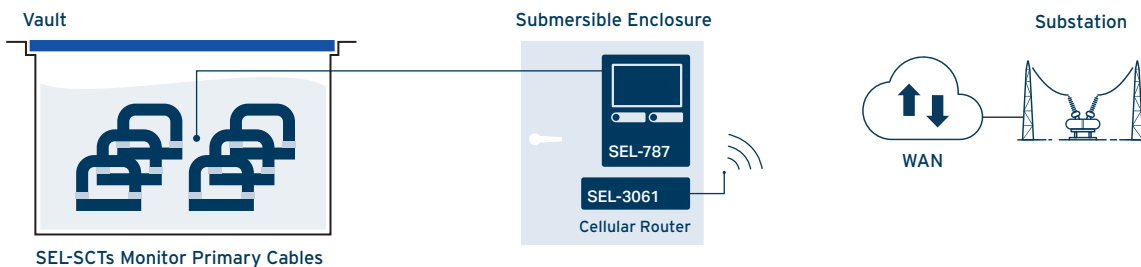 Vault
Submersible Enclosure
Substation
SEL-787
SEL-3061
WAN
Cellular Router
SEL-SCTs Monitor Primary Cables